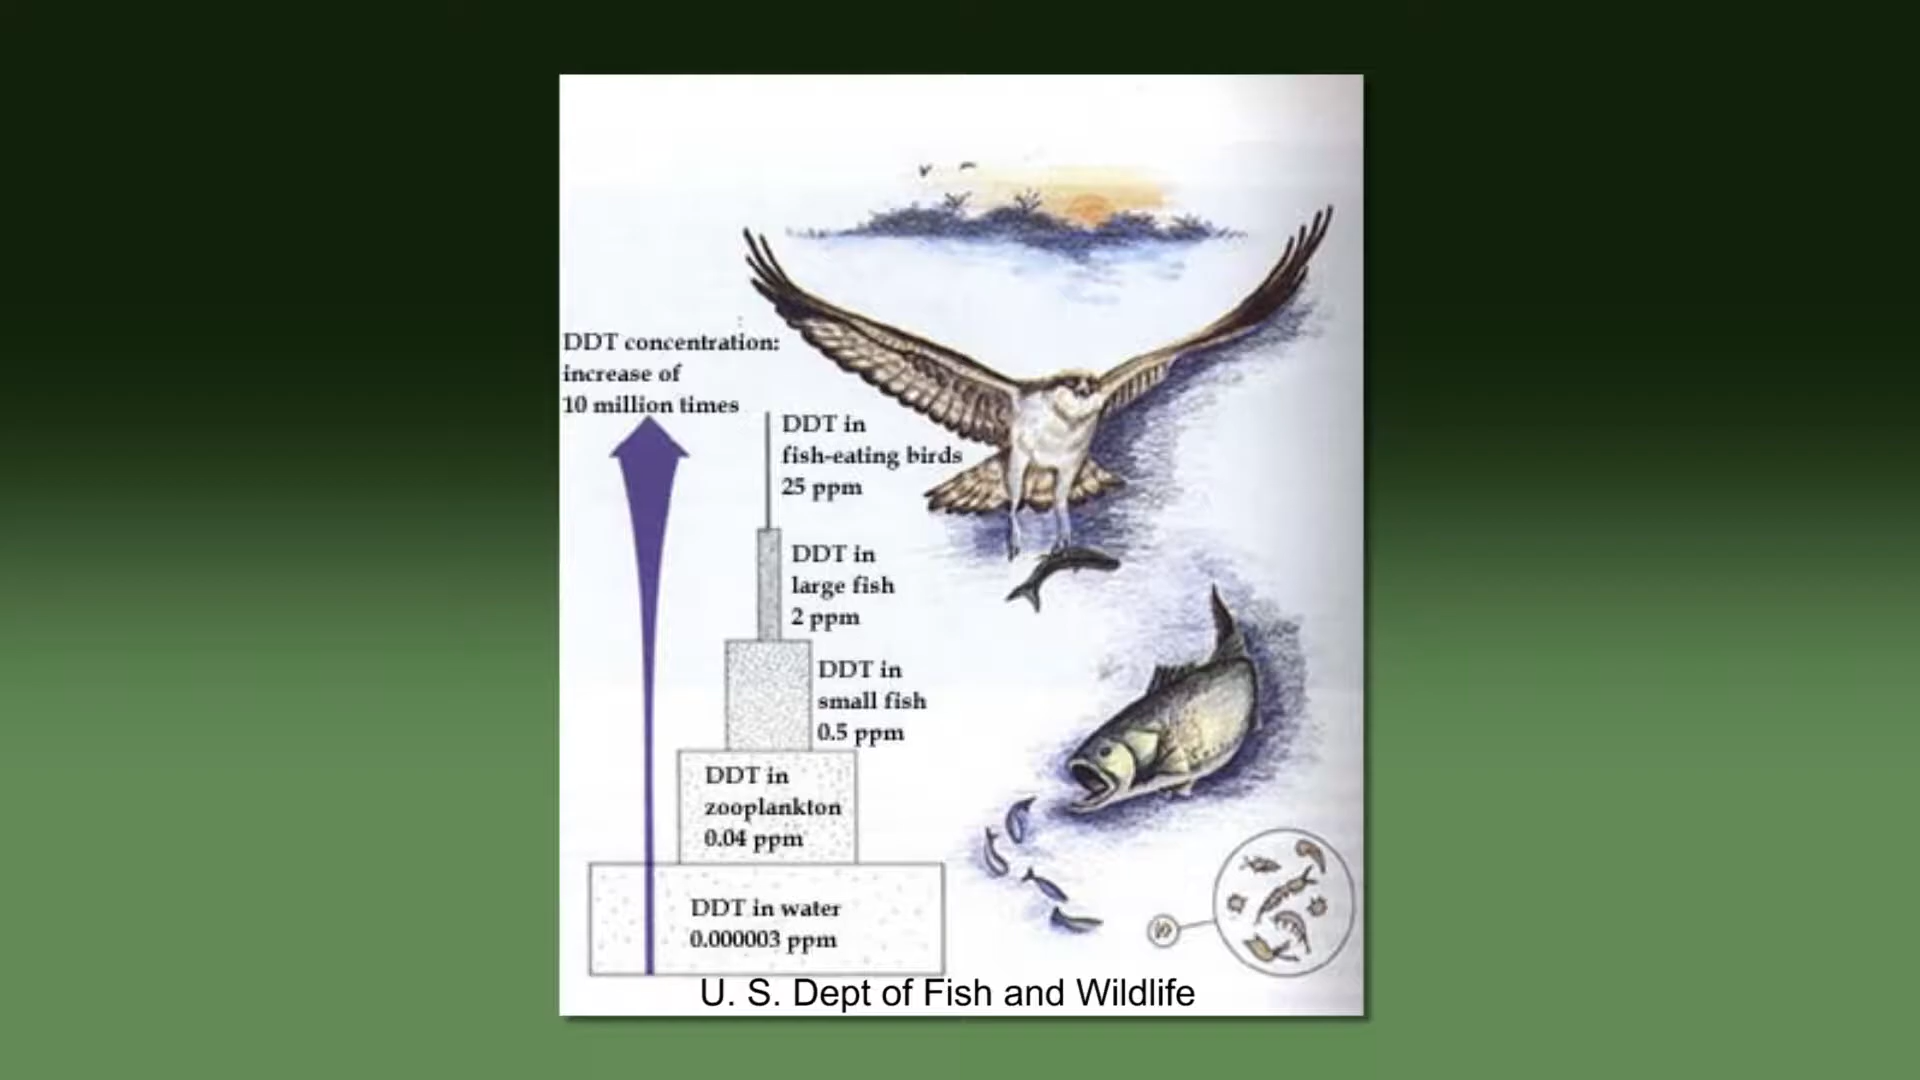 DDT concentration:
increase of
10 million times
DDT in
fish-eating birds
25 ppm
DDT in
large fish
2 ppm
DDT in
small fish
0.5 ppm
DDT in
zooplankton
0.04 ppm
DDT in water
0.000003 ppm
U. S. Dept of Fish and Wildlife